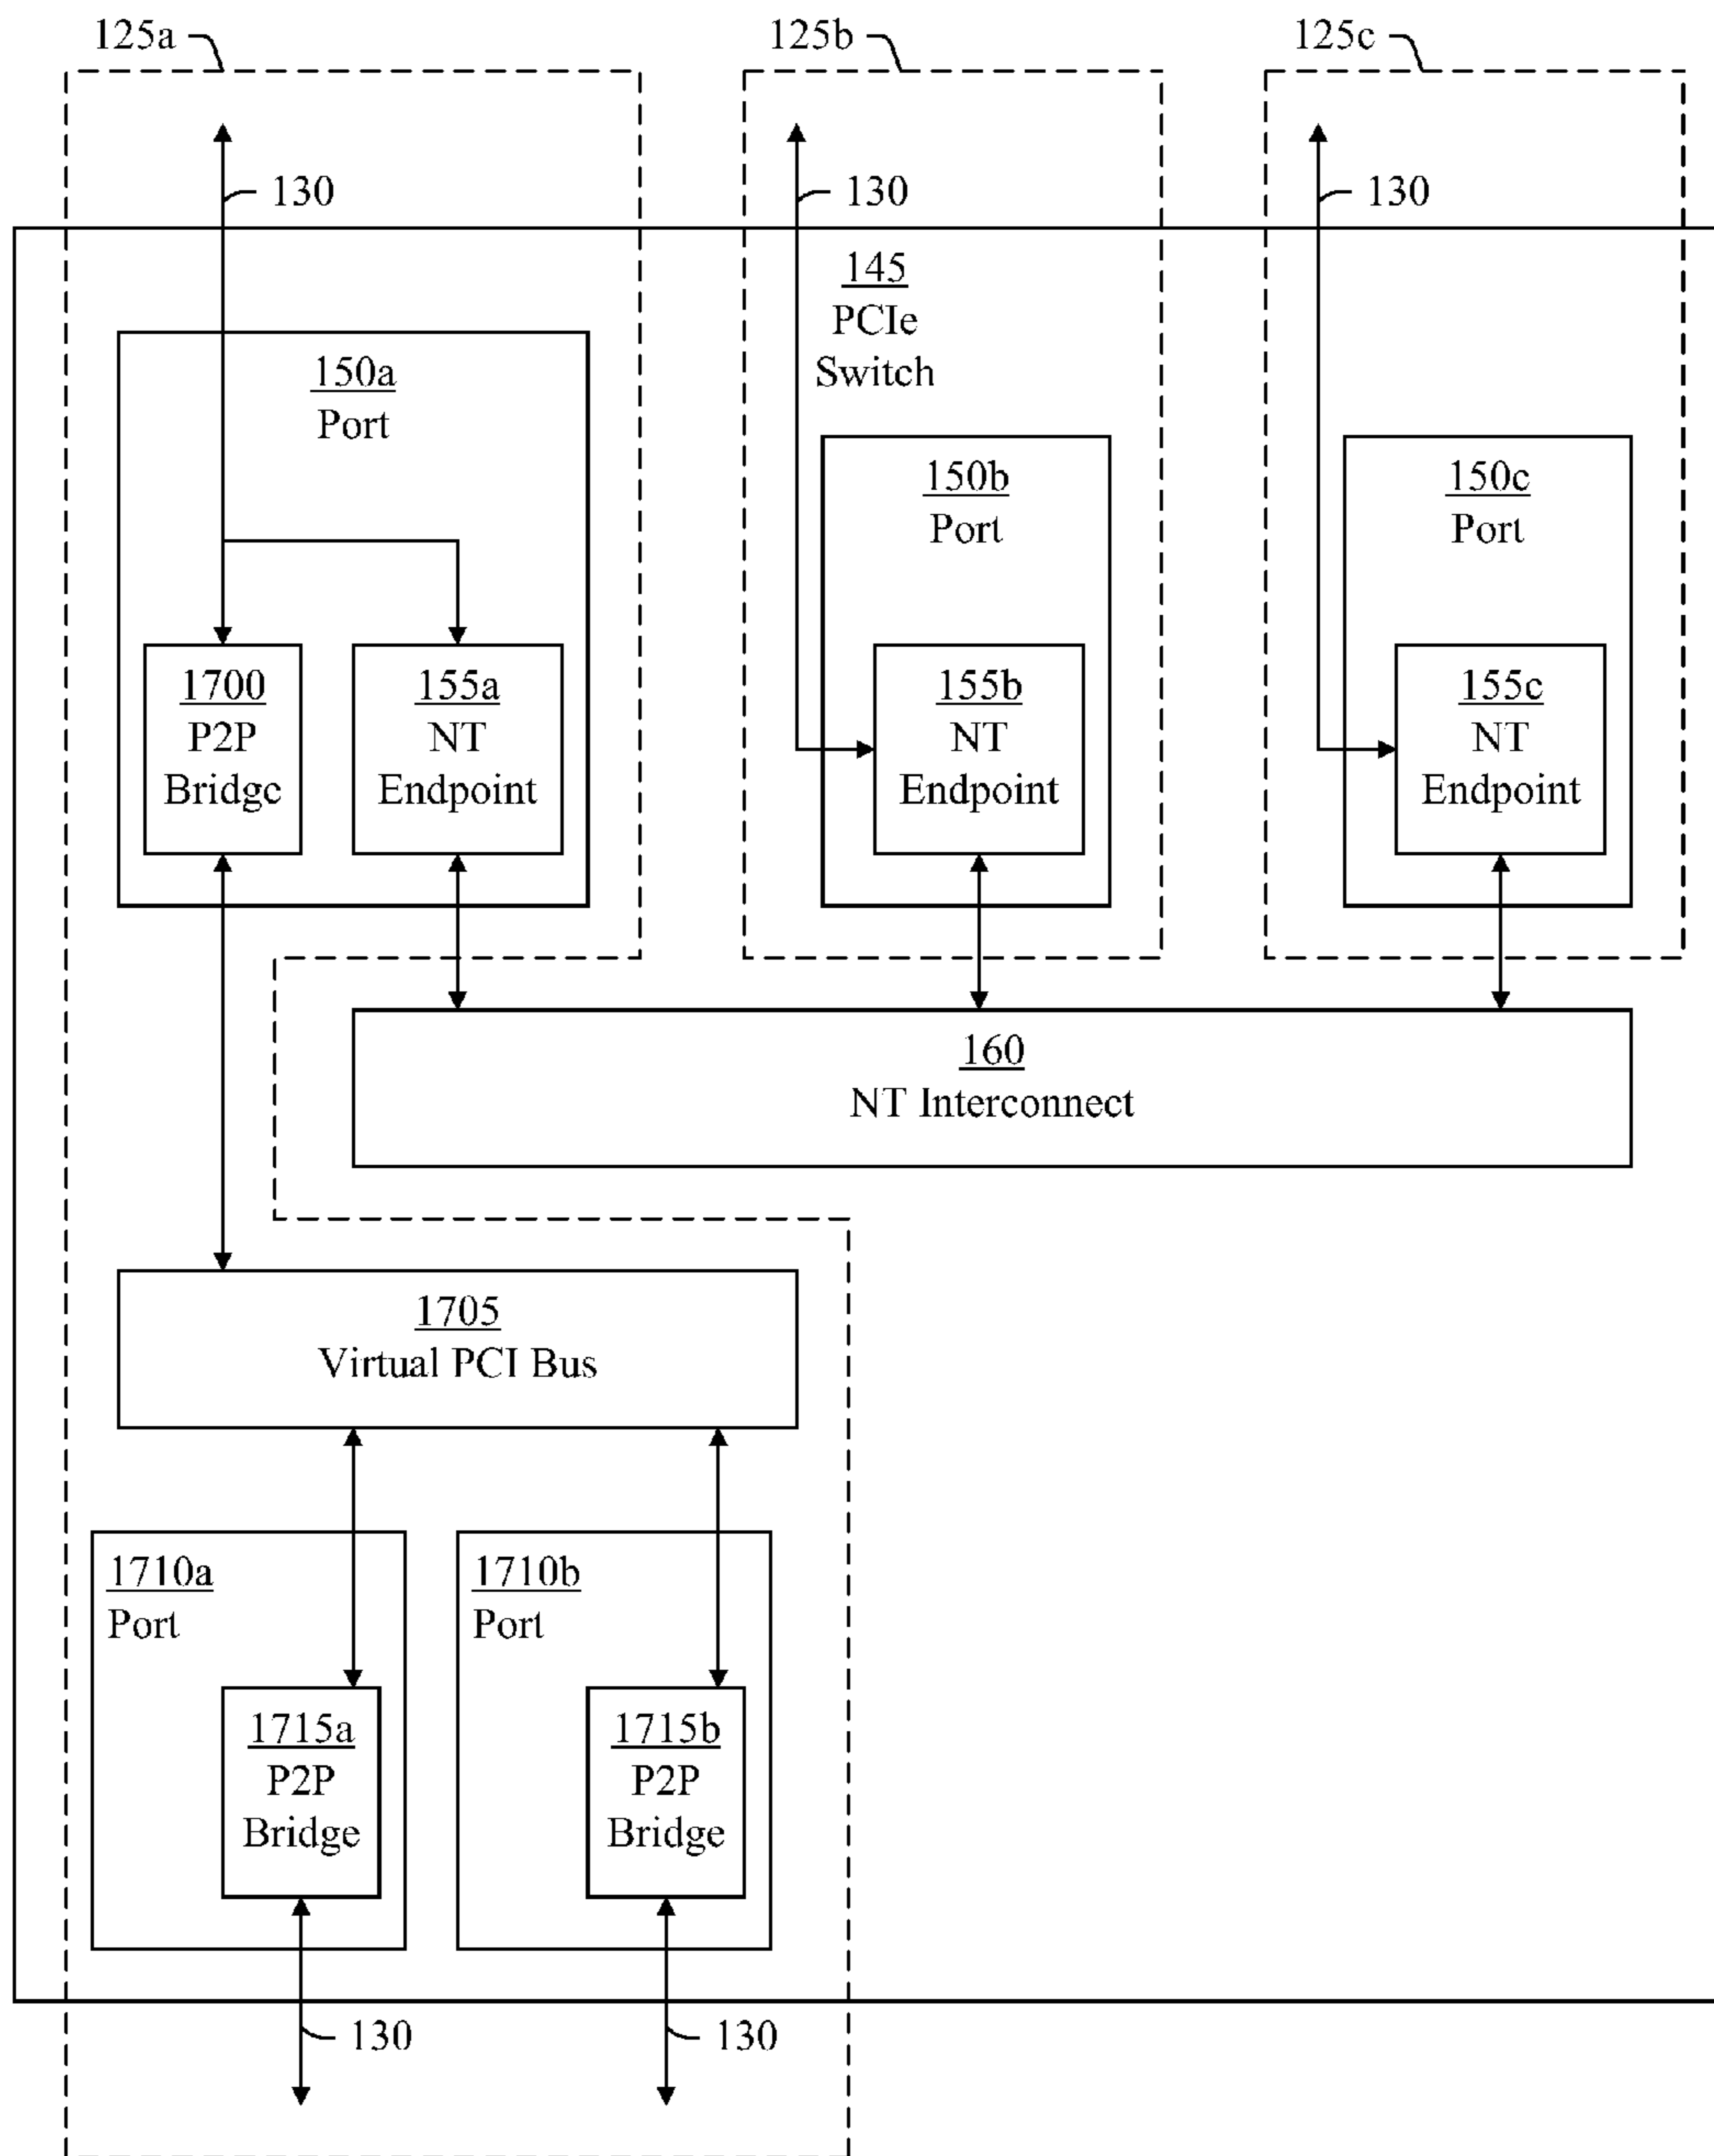 125a
125b
125c
130
130
130
145
PCIe
Switch
150a
Port
150b
Port
150c
Port
1700
P2P
Bridge
155a
NT
Endpoint
155b
NT
Endpoint
155c
NT
Endpoint
160
NT Interconnect
1705
Virtual PCI Bus
1710a
Port
1710b
Port
1715a
P2P
Bridge
1715b
P2P
Bridge
130
130